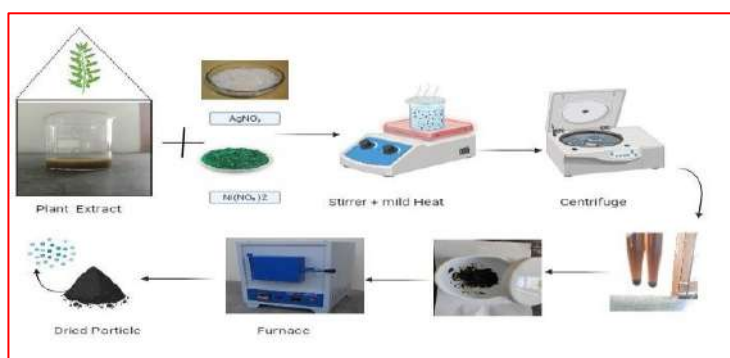 AgNO₃
Ni(NO₃)2
Plant Extract
Stirrer + mild Heat
Centrifuge
Dried Particle
Furnace